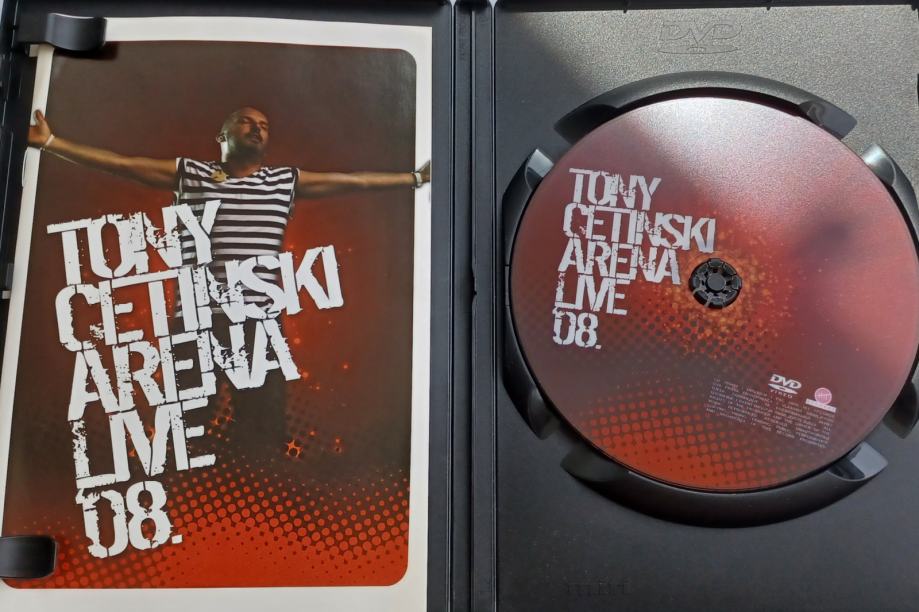 TONY
CETINSKI
ARENA
LIVE
08.
DVD
TONY
CETINSKI
ARENA
LIVE
08.
DVD
VIDEO